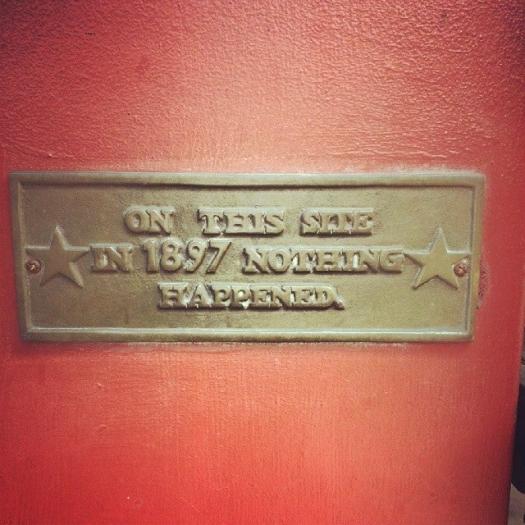 ON THIS SITE
IN 1897 NOTHING
HAPPENED.